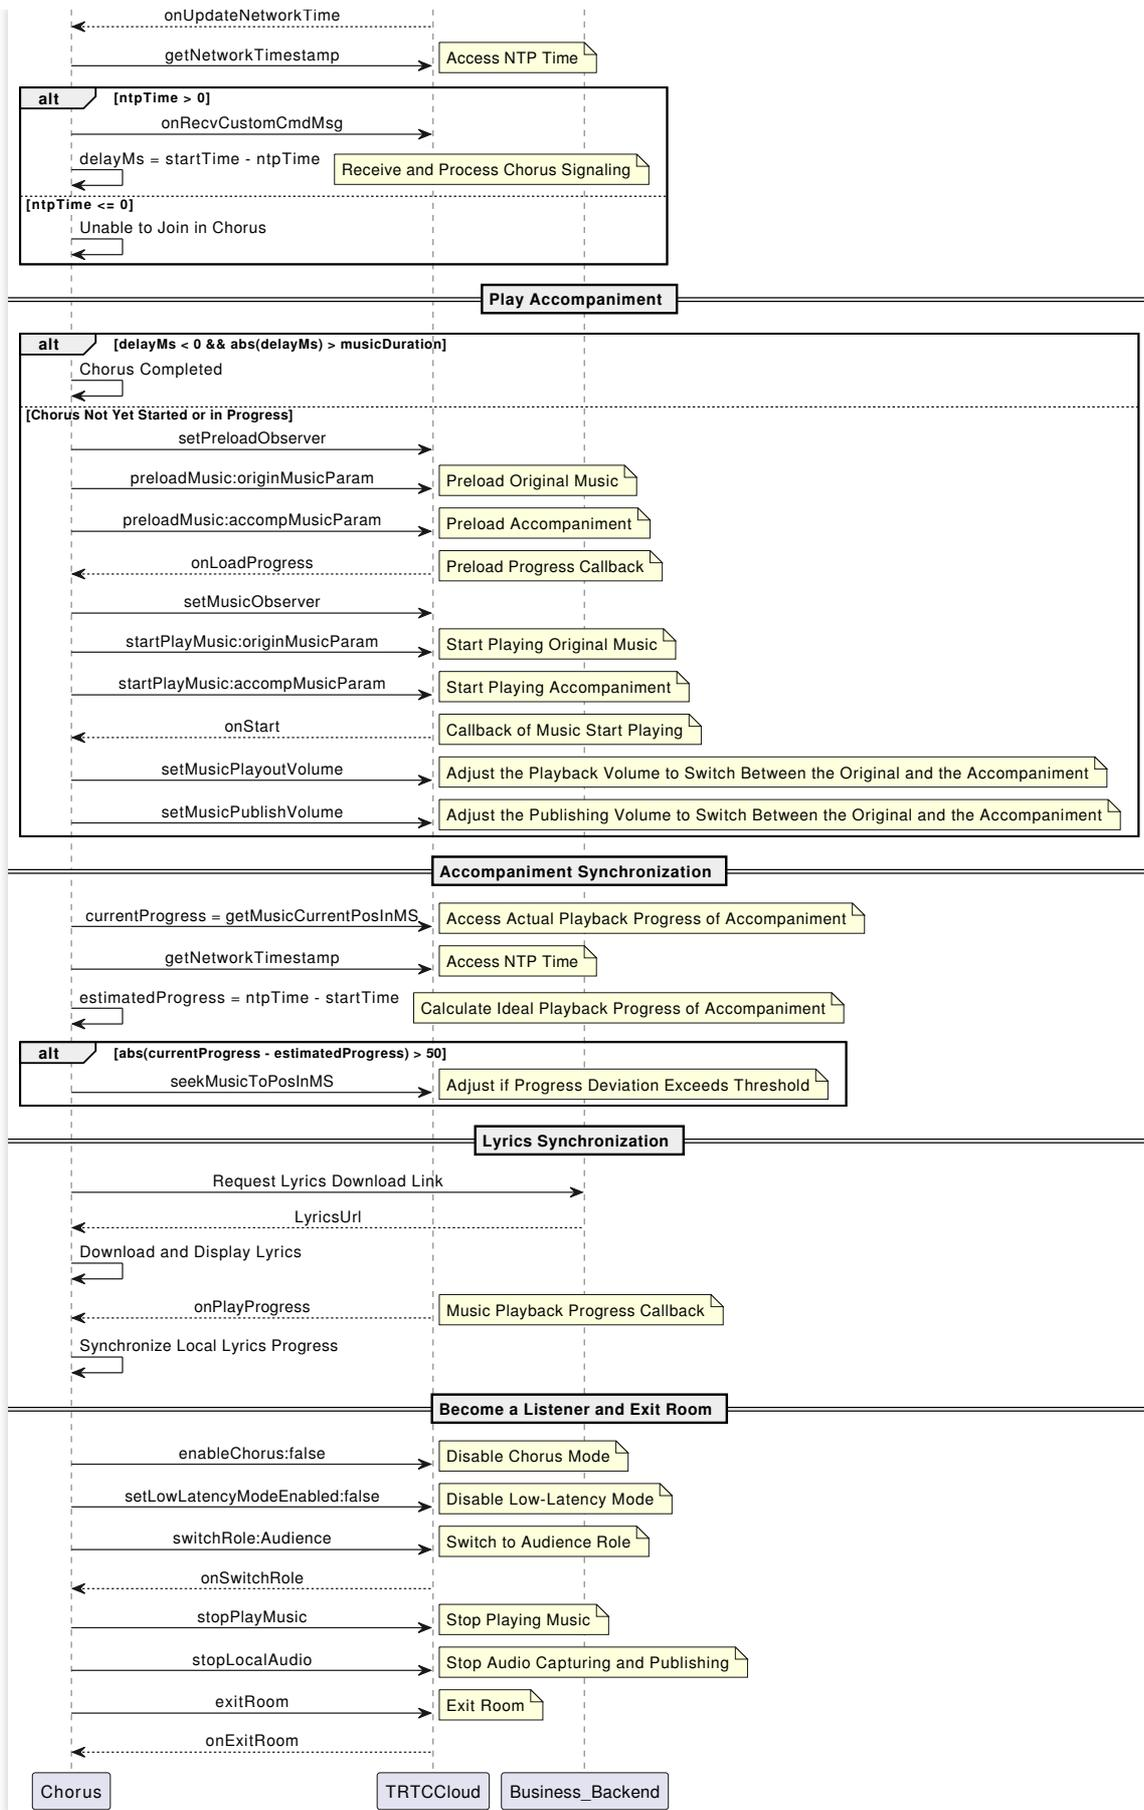 onUpdateNetworkTime
getNetworkTimestamp
Access NTP Time
alt
[ntpTime > 0]
onRecvCustomCmdMsg
delayMs = startTime - ntpTime
Receive and Process Chorus Signaling
[ntpTime <= 0]
Unable to Join in Chorus
Play Accompaniment
alt
[delayMs < 0 && abs(delayMs) > musicDuration]
Chorus Completed
[Chorus Not Yet Started or in Progress]
setPreloadObserver
preloadMusic:originMusicParam
Preload Original Music
preloadMusic:accompMusicParam
Preload Accompaniment
onLoadProgress
Preload Progress Callback
setMusicObserver
startPlayMusic:originMusicParam
Start Playing Original Music
startPlayMusic:accompMusicParam
Start Playing Accompaniment
onStart
Callback of Music Start Playing
setMusicPlayoutVolume
Adjust the Playback Volume to Switch Between the Original and the Accompaniment
setMusicPublishVolume
Adjust the Publishing Volume to Switch Between the Original and the Accompaniment
Accompaniment Synchronization
currentProgress = getMusicCurrentPosInMS
Access Actual Playback Progress of Accompaniment
getNetworkTimestamp
Access NTP Time
estimatedProgress = ntpTime - startTime
Calculate Ideal Playback Progress of Accompaniment
alt
[abs(currentProgress - estimatedProgress) > 50]
seekMusicToPosInMS
Adjust if Progress Deviation Exceeds Threshold
Lyrics Synchronization
Request Lyrics Download Link
LyricsUrl
Download and Display Lyrics
onPlayProgress
Music Playback Progress Callback
Synchronize Local Lyrics Progress
Become a Listener and Exit Room
enableChorus:false
Disable Chorus Mode
setLowLatencyModeEnabled:false
Disable Low-Latency Mode
switchRole:Audience
Switch to Audience Role
onSwitchRole
stopPlayMusic
Stop Playing Music
stopLocalAudio
Stop Audio Capturing and Publishing
exitRoom
Exit Room
onExitRoom
Chorus
TRTCCloud
Business_Backend